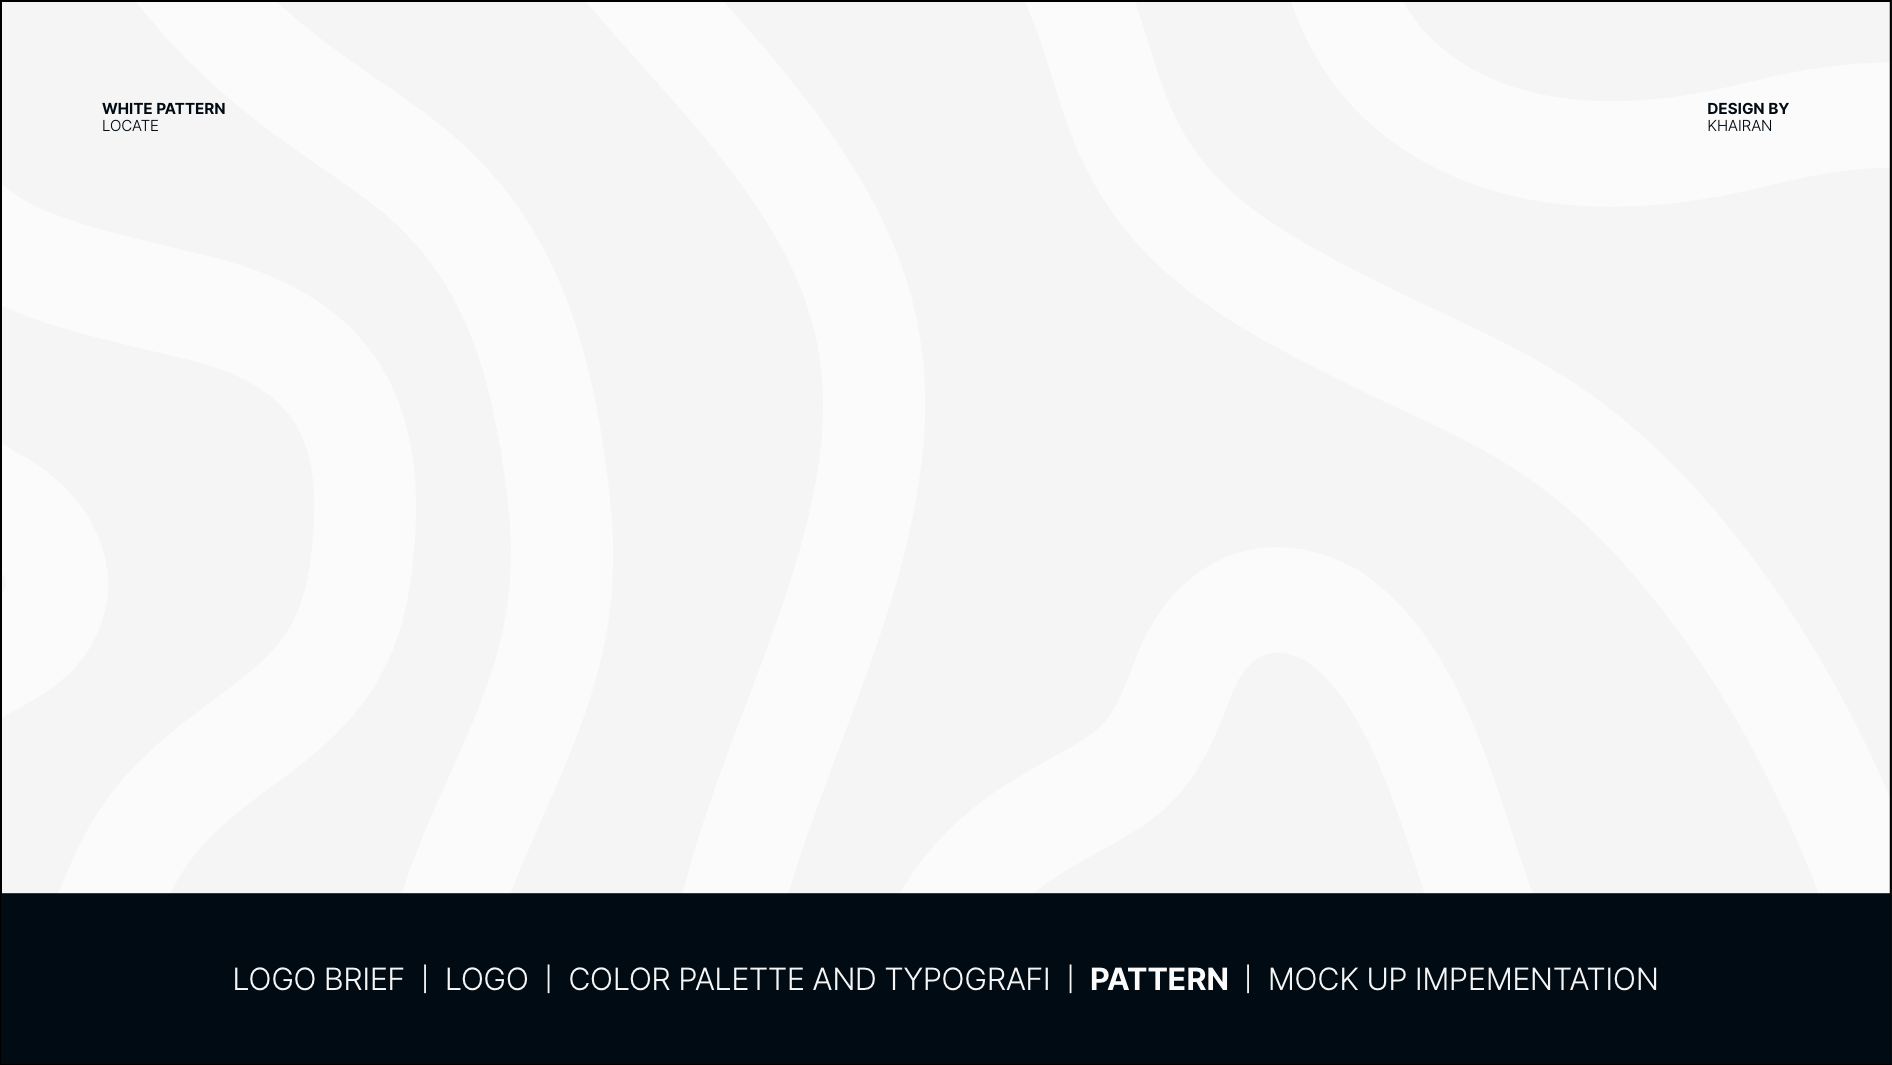 WHITE PATTERN
LOCATE
DESIGN BY
KHAIRAN
LOGO BRIEF | LOGO | COLOR PALETTE AND TYPOGRAFI | PATTERN | MOCK UP IMPEMENTATION